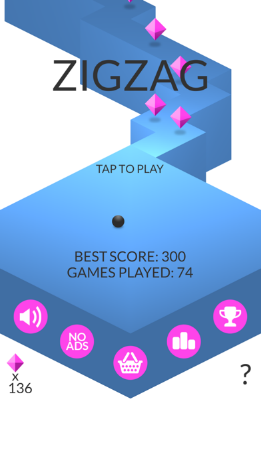 ZIGZAG
TAP TO PLAY
BEST SCORE: 300
GAMES PLAYED: 74
NO
ADS
x
136
?